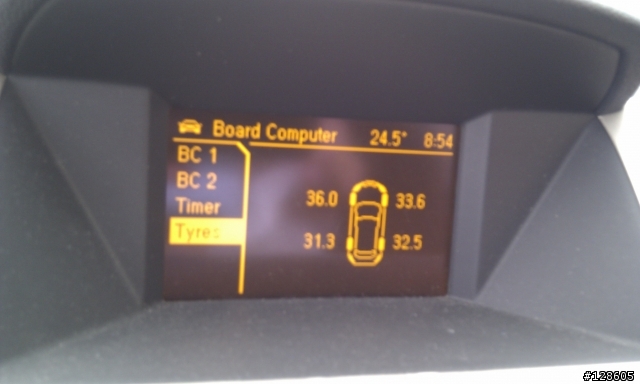 Board Computer 24.5° 8:54
BC 1
BC 2
Timer
Tyres
36.0 33.6
31.3 32.5
#128605